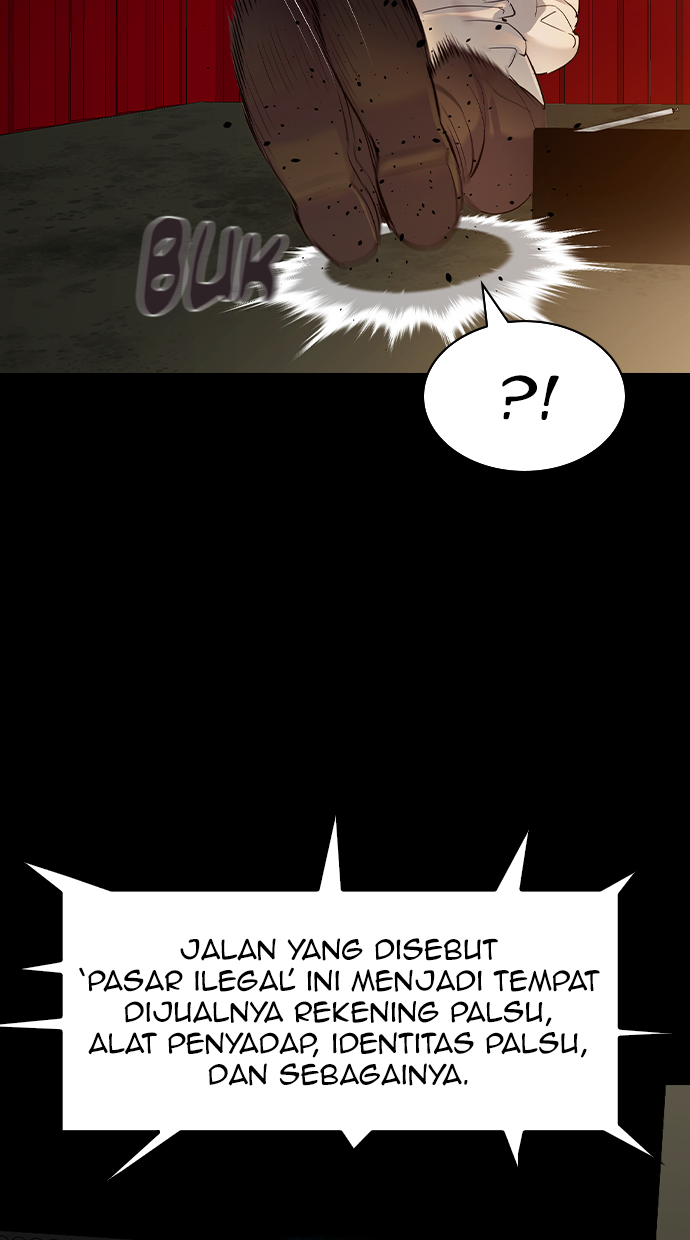 BUK
?!
JALAN YANG DISEBUT
'PASAR ILEGAL' INI MENJADI TEMPAT
DIJUALNYA REKENING PALSU,
ALAT PENYADAP, IDENTITAS PALSU,
DAN SEBAGAINYA.